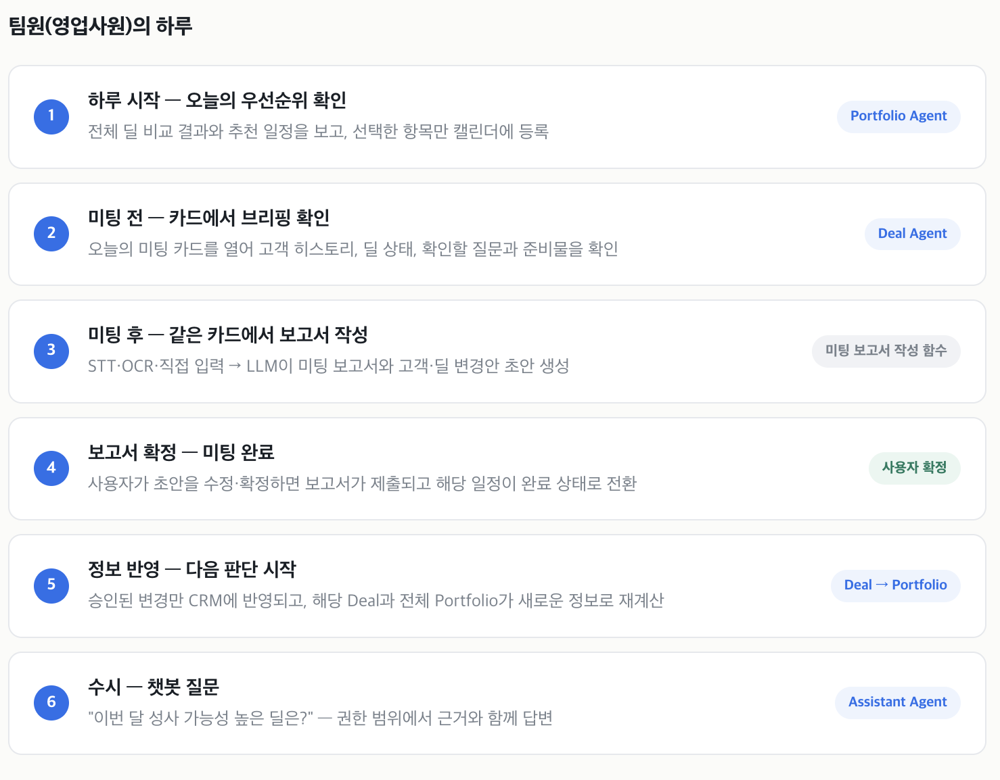 팀원(영업사원)의 하루
1
하루 시작 — 오늘의 우선순위 확인
전체 딜 비교 결과와 추천 일정을 보고, 선택한 항목만 캘린더에 등록
Portfolio Agent
2
미팅 전 — 카드에서 브리핑 확인
오늘의 미팅 카드를 열어 고객 히스토리, 딜 상태, 확인할 질문과 준비물을 확인
Deal Agent
3
미팅 후 — 같은 카드에서 보고서 작성
STT·OCR·직접 입력 → LLM이 미팅 보고서와 고객·딜 변경안 초안 생성
미팅 보고서 작성 함수
4
보고서 확정 — 미팅 완료
사용자가 초안을 수정·확정하면 보고서가 제출되고 해당 일정이 완료 상태로 전환
사용자 확정
5
정보 반영 — 다음 판단 시작
승인된 변경만 CRM에 반영되고, 해당 Deal과 전체 Portfolio가 새로운 정보로 재계산
Deal → Portfolio
6
수시 — 챗봇 질문
"이번 달 성사 가능성 높은 딜은?" — 권한 범위에서 근거와 함께 답변
Assistant Agent